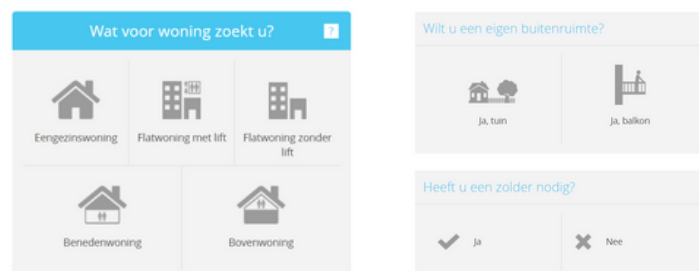 Wat voor woning zoekt u?
?
Eengezinswoning
Flatwoning met lift
Flatwoning zonder
lift
Benedenwoning
Bovenwoning
Wilt u een eigen buitenruimte?
Ja, tuin
Ja, balkon
Heeft u een zolder nodig?
Ja
Nee